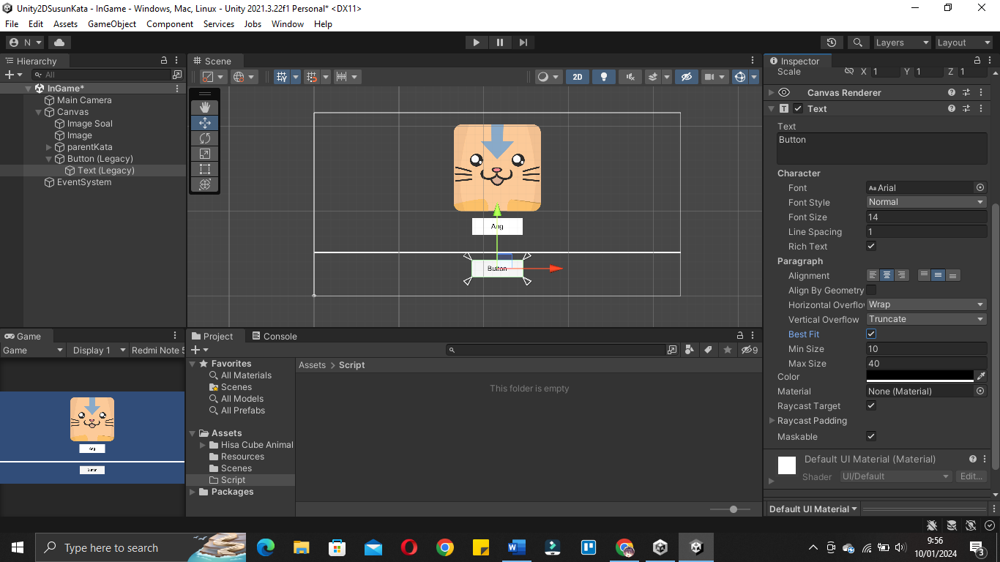 Unity2DSusunKata - InGame - Windows, Mac, Linux - Unity 2021.3.22f1 Personal* <DX11>
File Edit Assets GameObject Component Services Jobs Window Help
N Layers Layout
Hierarchy
All
InGame*
Main Camera
Canvas
Image Soal
Image
parentKata
Button (Legacy)
Text (Legacy)
EventSystem
Scene
2D
Ang
Button
Inspector
Scale X 1 Y 1 Z 1
Canvas Renderer
Text
Text
Button
Character
Font Arial
Font Style Normal
Font Size 14
Line Spacing 1
Rich Text
Paragraph
Alignment
Align By Geometry
Horizontal Overflo Wrap
Vertical Overflow Truncate
Best Fit
Min Size 10
Max Size 40
Color
Material None (Material)
Raycast Target
Raycast Padding
Maskable
Default UI Material (Material)
Shader UI/Default Edit...
Default UI Material
Game
Game Display 1 Redmi Note 5
Ang
Button
Project Console
9
Favorites
All Materials
Scenes
All Models
All Prefabs
Assets
Hisa Cube Animal
Resources
Scenes
Script
Packages
Assets > Script
This folder is empty
Type here to search
W
9:56
10/01/2024
3